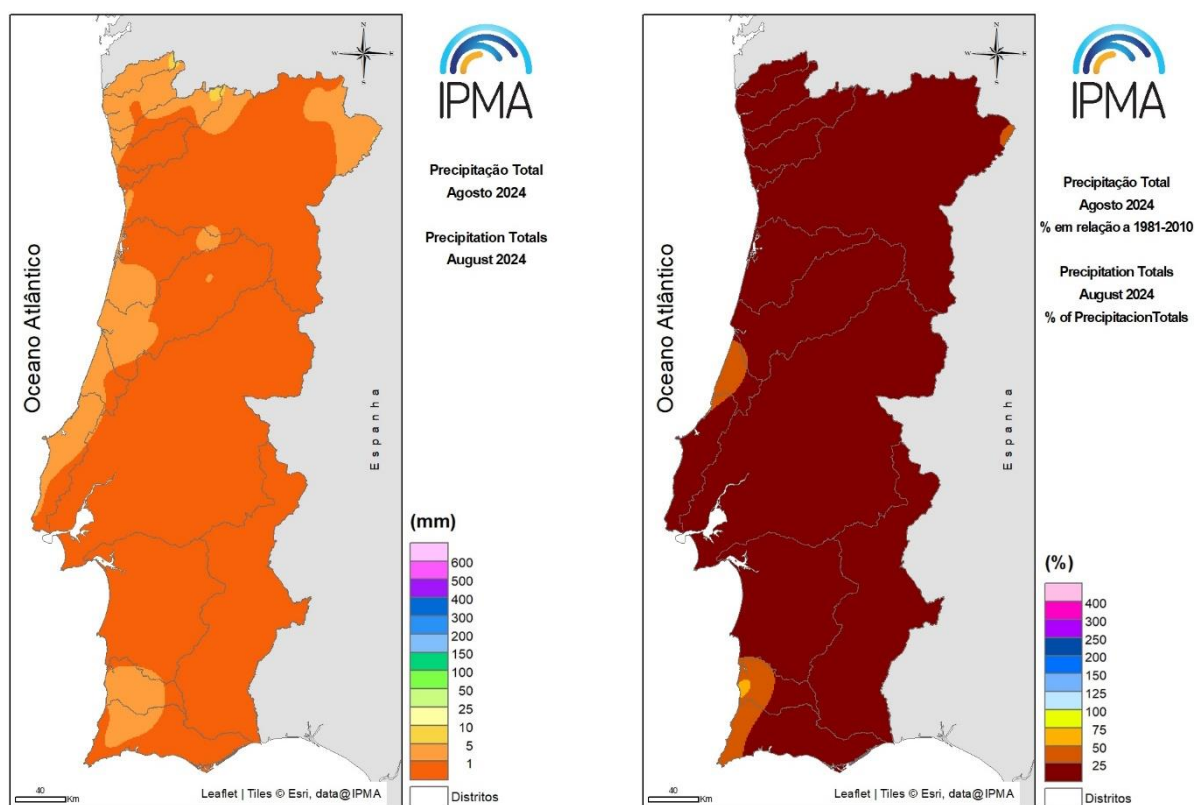 IPMA
Precipitação Total
Agosto 2024
Precipitation Totals
August 2024
Oceano Atlântico
Espanha
N
W
E
S
(mm)
600
500
400
300
200
150
100
50
25
10
5
1
Distritos
40
Km
Leaflet | Tiles © Esri, data@IPMA
IPMA
Precipitação Total
Agosto 2024
% em relação a 1981-2010
Precipitation Totals
August 2024
% of PrecipitacionTotals
Oceano Atlântico
Espanha
N
W
E
S
(%)
400
300
250
200
150
125
100
75
50
25
Distritos
40
Km
Leaflet | Tiles © Esri, data@IPMA